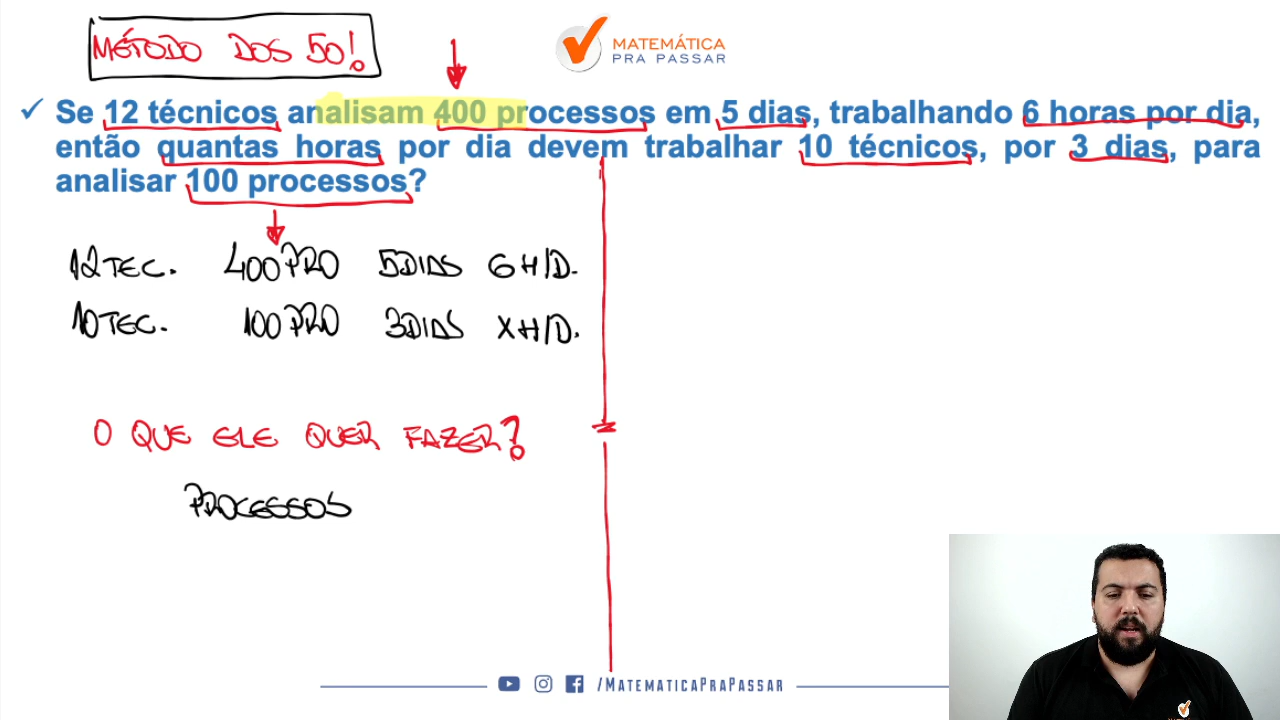 MÉTODO DOS 50!
MATEMÁTICA
PRA PASSAR
✓ Se 12 técnicos analisam 400 processos em 5 dias, trabalhando 6 horas por dia,
então quantas horas por dia devem trabalhar 10 técnicos, por 3 dias, para
analisar 100 processos?
12 TEC. 400 PRO 5 DIAS 6 H/D.
10 TEC. 100 PRO 3 DIAS X H/D.
O QUE ELE QUER FAZER?
PROCESSOS
/MATEMATICAPRAPASSAR